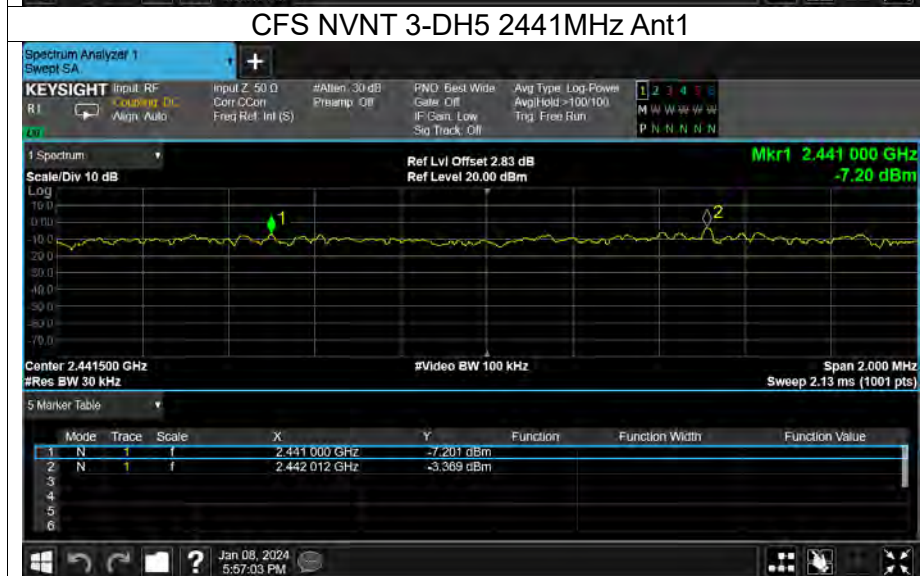 CFS NVNT 3-DH5 2441MHz Ant1
Spectrum Analyzer 1
Swept SA
+
KEYSIGHT Input: RF
R1 Coupling: DC
Align: Auto
Input Z: 50 Ω
Corr CCorr
Freq Ref: Int (S)
#Atten: 30 dB
Preamp: Off
PNO: Best Wide
Gate: Off
IF Gain: Low
Sig Track: Off
Avg Type: Log-Power
Avg|Hold:>100/100
Trig: Free Run
1 2 3 4 5 6
M W W W W W
P N N N N N
1 Spectrum
Scale/Div 10 dB
Log
Ref Lvl Offset 2.83 dB
Ref Level 20.00 dBm
Mkr1 2.441 000 GHz
-7.20 dBm
10.0
0.00
-10.0
-20.0
-30.0
-40.0
-50.0
-60.0
-70.0
1
2
Center 2.441500 GHz
#Res BW 30 kHz
#Video BW 100 kHz
Span 2.000 MHz
Sweep 2.13 ms (1001 pts)
5 Marker Table
Mode Trace Scale X Y Function Function Width Function Value
1 N 1 f 2.441 000 GHz -7.201 dBm
2 N 1 f 2.442 012 GHz -3.369 dBm
3
4
5
6
? Jan 08, 2024
5:57:03 PM